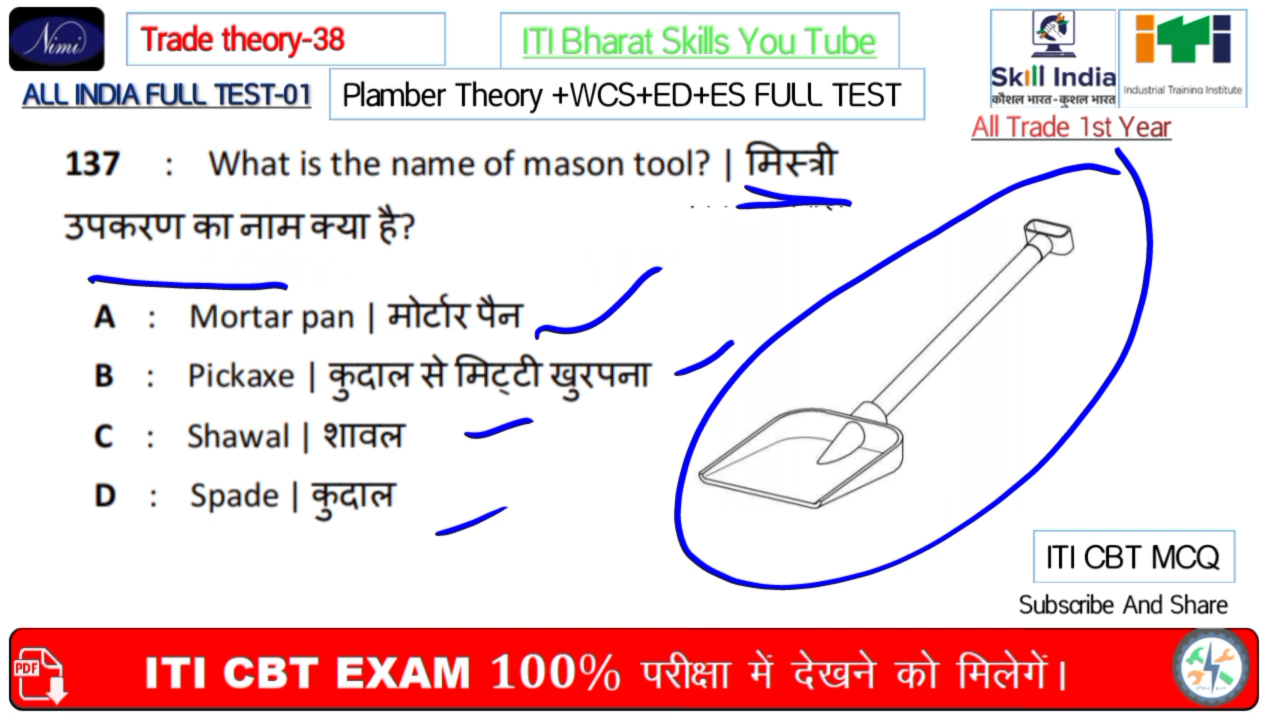 Nimi
Trade theory-38
ITI Bharat Skills You Tube
Skill India
कौशल भारत-कुशल भारत
iTi
Industrial Training Institute
ALL INDIA FULL TEST-01
Plamber Theory +WCS+ED+ES FULL TEST
All Trade 1st Year
137 : What is the name of mason tool? | मिस्त्री
उपकरण का नाम क्या है?
A : Mortar pan | मोर्टार पैन
B : Pickaxe | कुदाल से मिट्टी खुरपना
C : Shawal | शावल
D : Spade | कुदाल
ITI CBT MCQ
Subscribe And Share
PDF
ITI CBT EXAM 100% परीक्षा में देखने को मिलेगें।